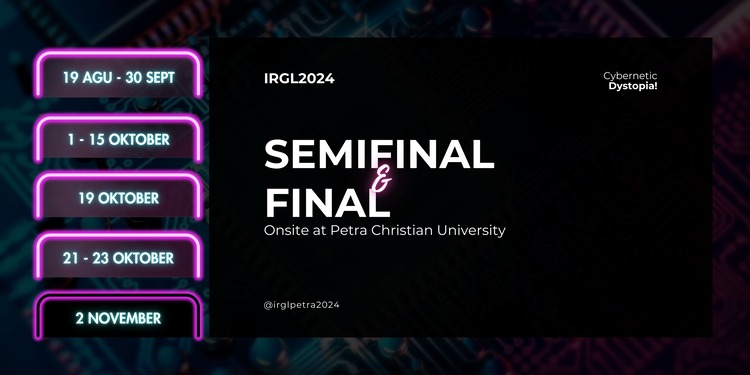 19 AGU - 30 SEPT
1 - 15 OKTOBER
19 OKTOBER
21 - 23 OKTOBER
2 NOVEMBER
IRGL2024
Cybernetic
Dystopia!
SEMIFINAL
&
FINAL
Onsite at Petra Christian University
@irglpetra2024